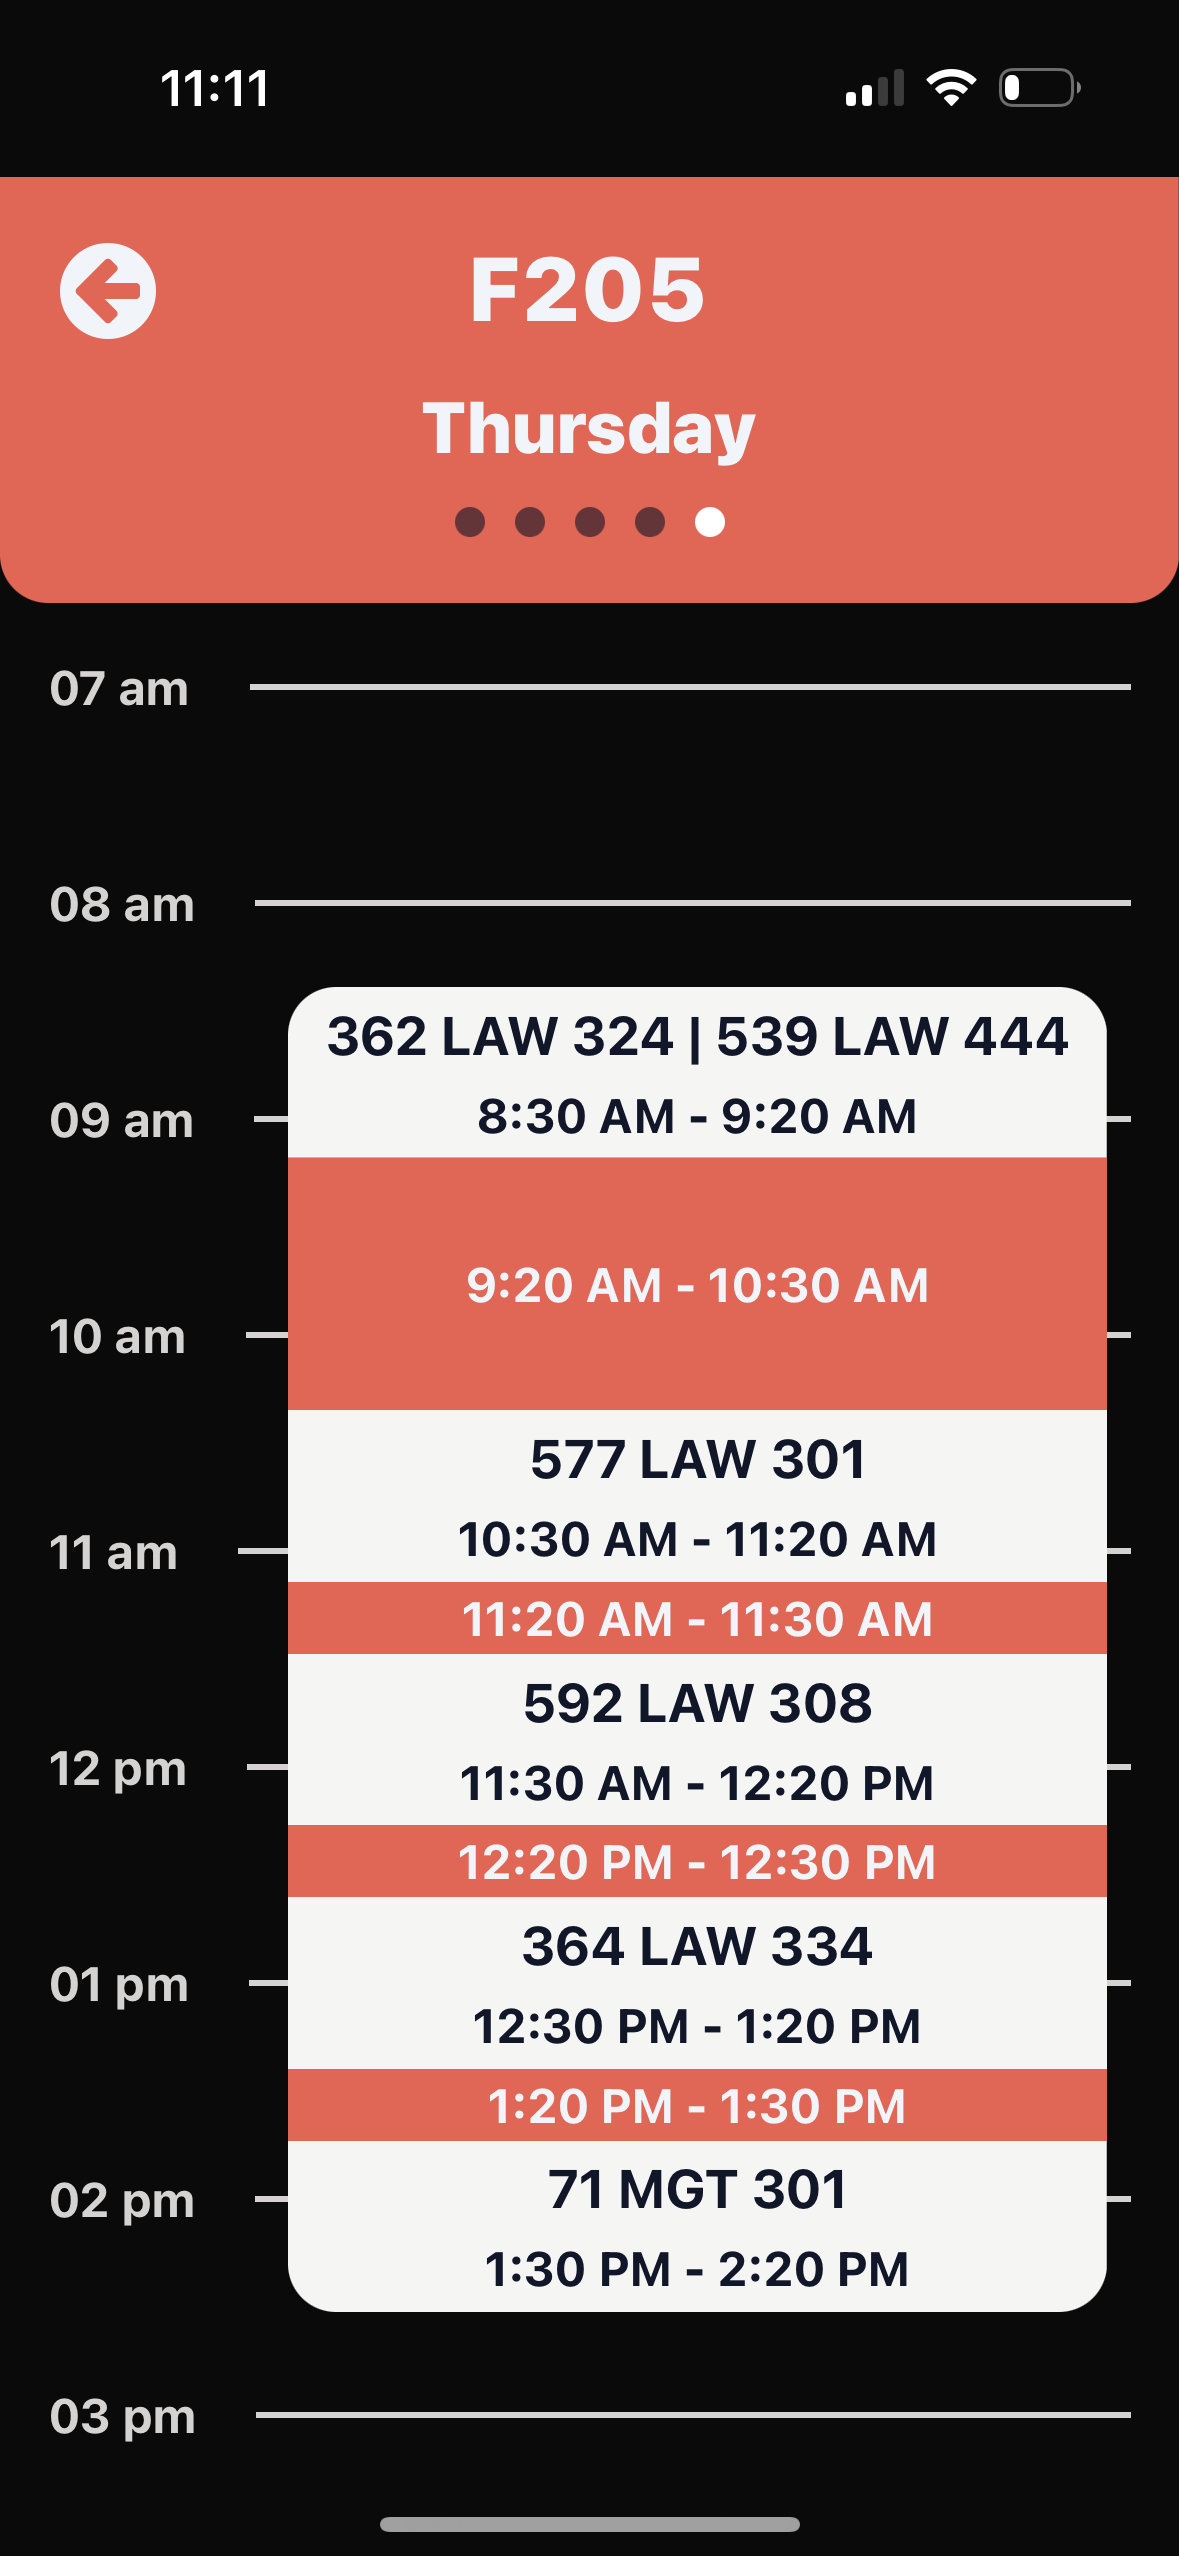 11:11
F205
Thursday
07 am
08 am
362 LAW 324 | 539 LAW 444
09 am
8:30 AM - 9:20 AM
9:20 AM - 10:30 AM
10 am
577 LAW 301
10:30 AM - 11:20 AM
11 am
11:20 AM - 11:30 AM
592 LAW 308
12 pm
11:30 AM - 12:20 PM
12:20 PM - 12:30 PM
364 LAW 334
01 pm
12:30 PM - 1:20 PM
1:20 PM - 1:30 PM
71 MGT 301
02 pm
1:30 PM - 2:20 PM
03 pm